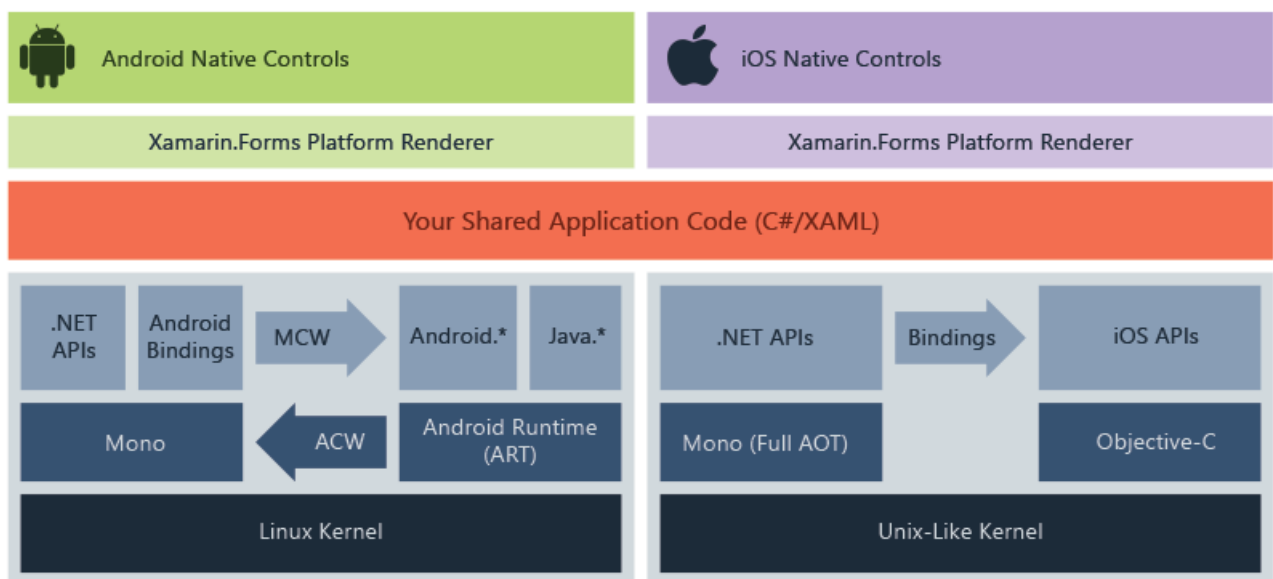 Android Native Controls
iOS Native Controls
Xamarin.Forms Platform Renderer
Xamarin.Forms Platform Renderer
Your Shared Application Code (C#/XAML)
.NET
APIs
Android
Bindings
MCW
Android.*
Java.*
.NET APIs
Bindings
iOS APIs
Mono
ACW
Android Runtime
(ART)
Mono (Full AOT)
Objective-C
Linux Kernel
Unix-Like Kernel